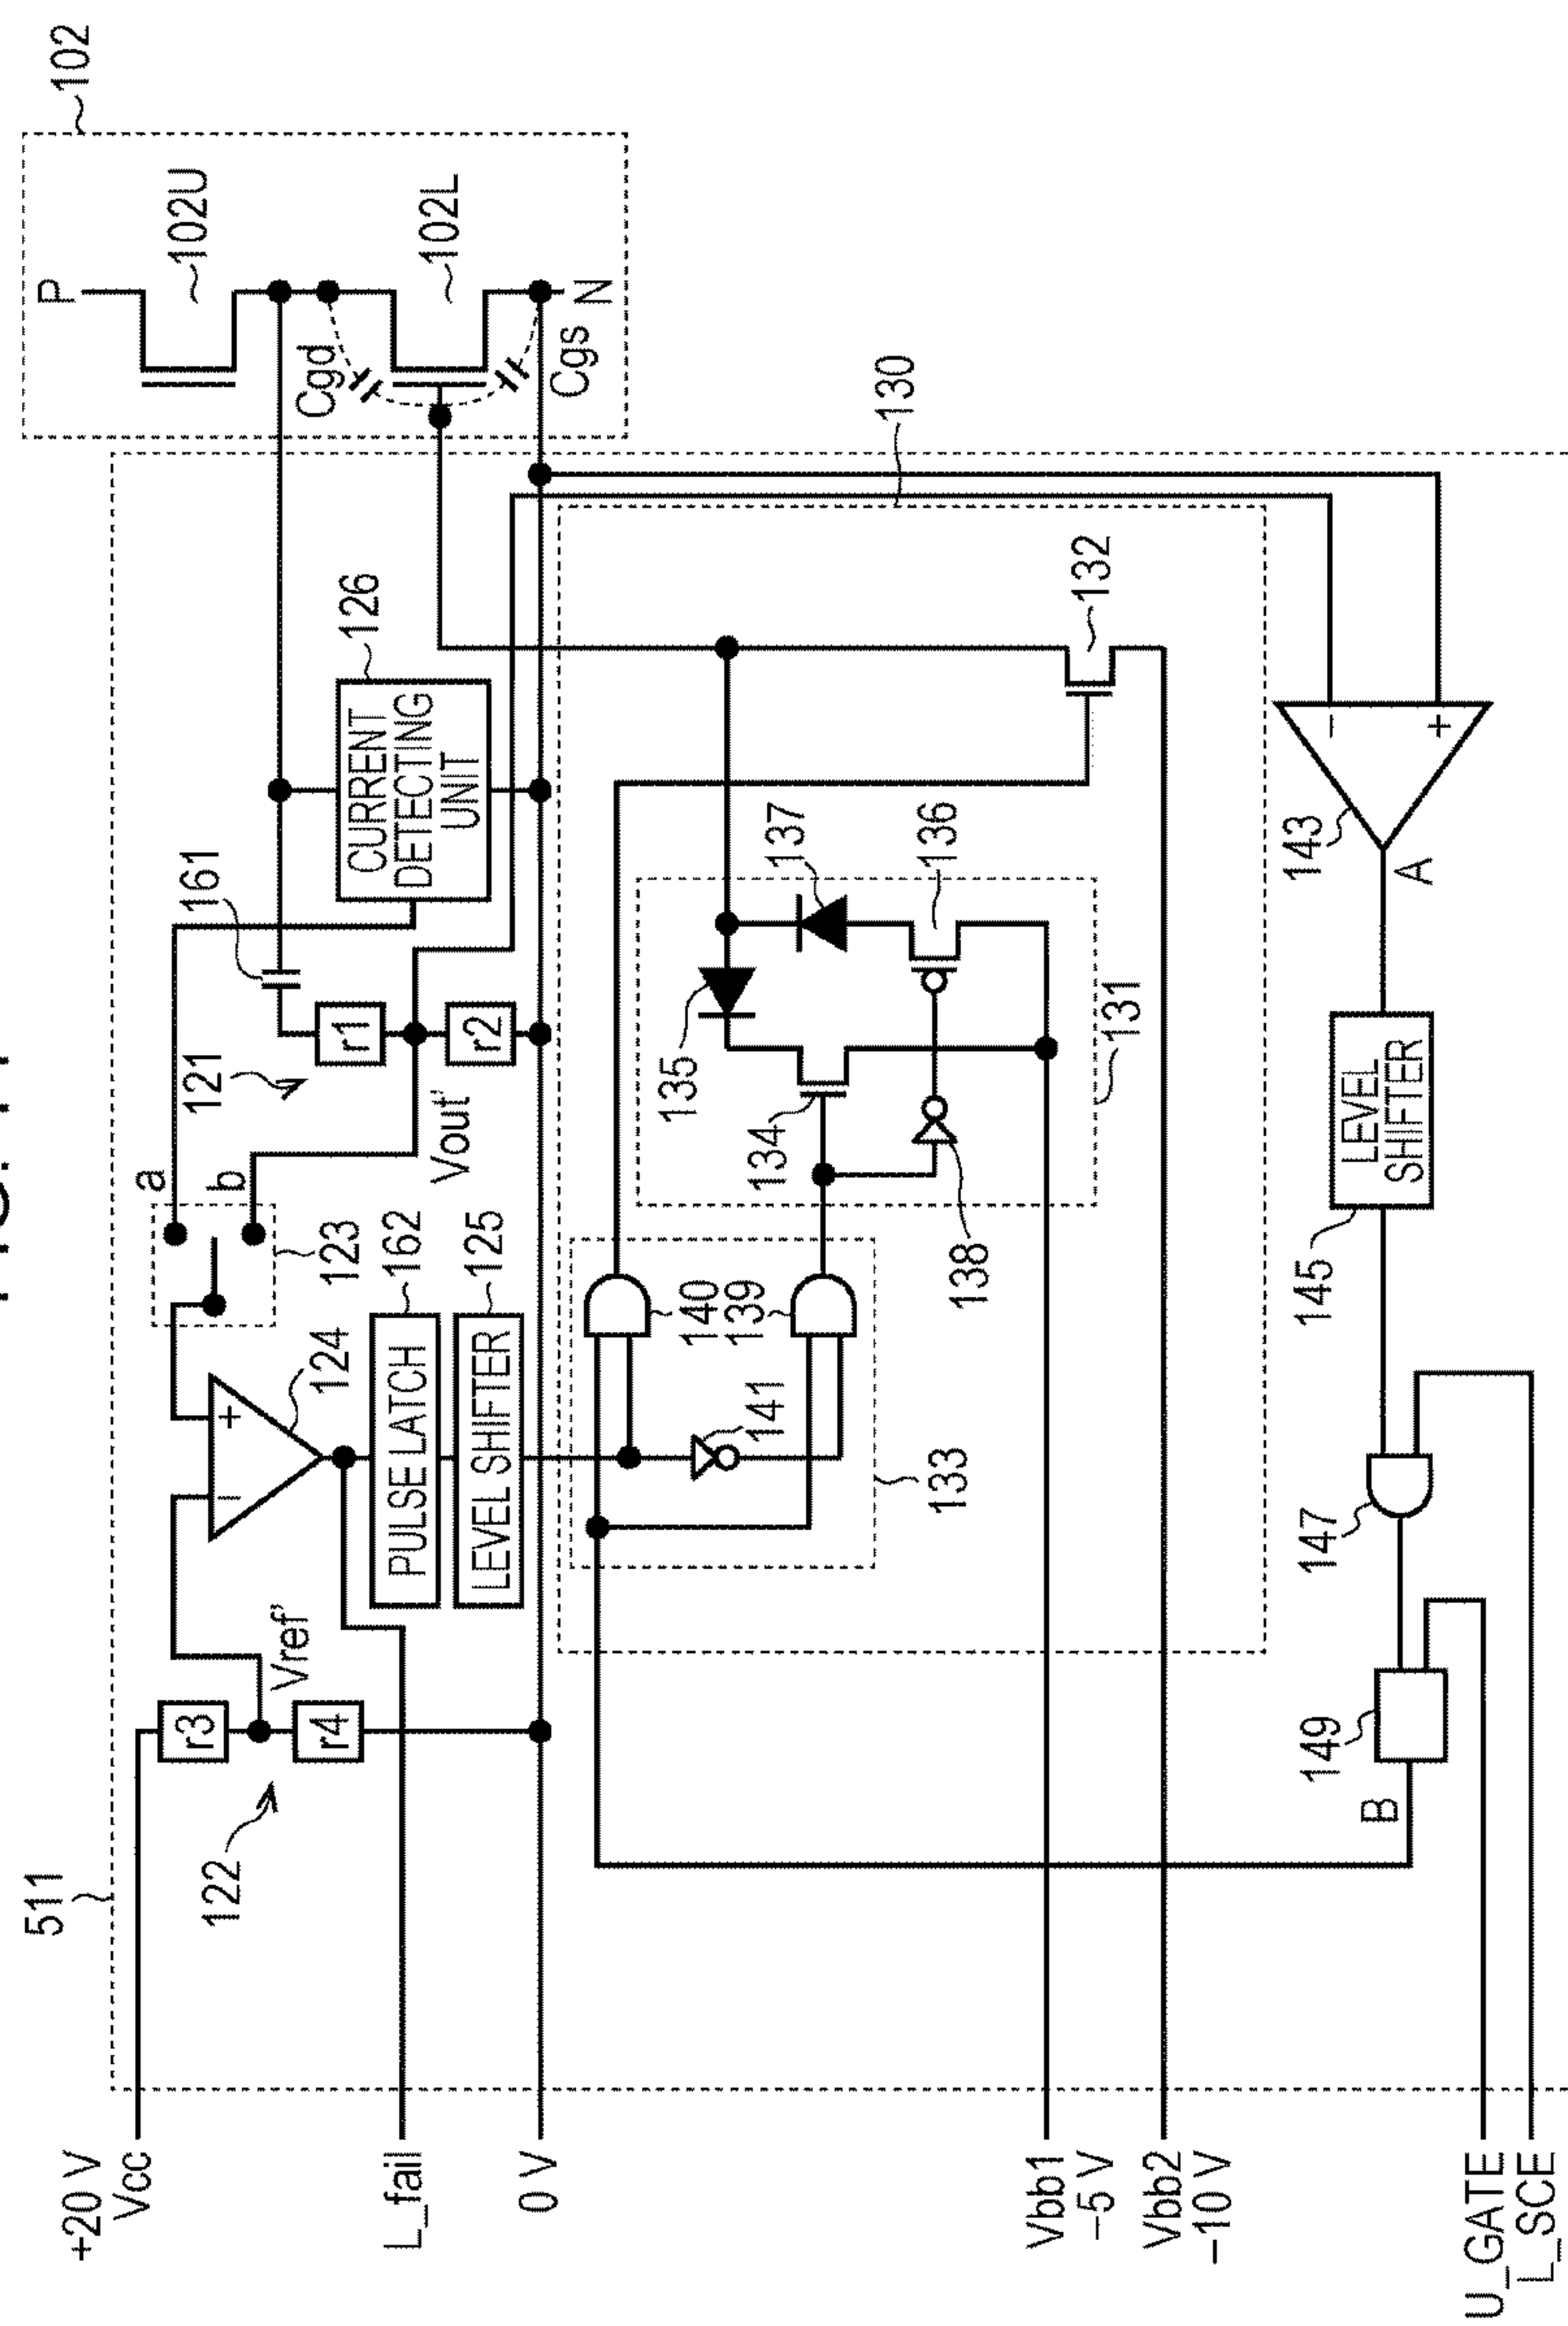 102
P
102U
102L
N
Cgd
Cgs
130
126
CURRENT
DETECTING
UNIT
161
r1
r2
121
Vout'
a
b
123
124
+
−
162
PULSE LATCH
125
LEVEL SHIFTER
Vref'
r3
r4
122
511
132
137
136
135
134
131
138
140
139
141
133
143
−
+
A
145
LEVEL
SHIFTER
147
149
B
+20 V
Vcc
L_fail
0 V
Vbb1
−5 V
Vbb2
−10 V
U_GATE
L_SCE